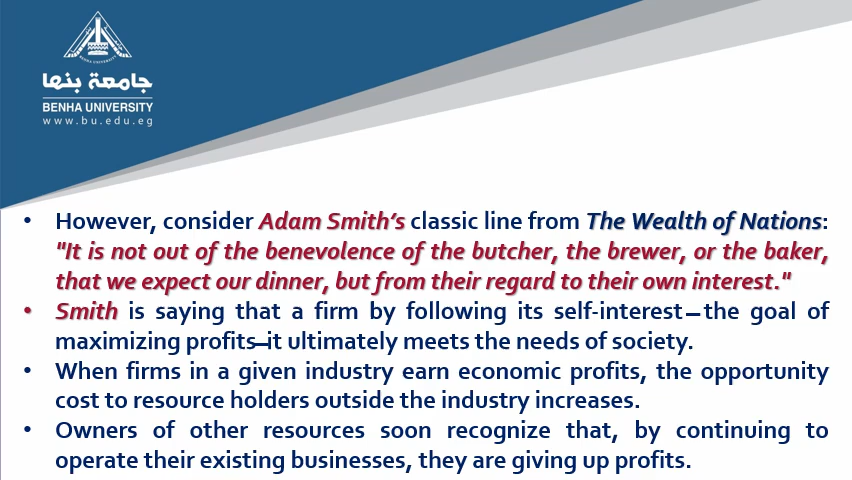 جامعة بنها
BENHA UNIVERSITY
www.bu.edu.eg
• However, consider Adam Smith's classic line from The Wealth of Nations:
"It is not out of the benevolence of the butcher, the brewer, or the baker,
that we expect our dinner, but from their regard to their own interest."
• Smith is saying that a firm by following its self-interest—the goal of
maximizing profits—it ultimately meets the needs of society.
• When firms in a given industry earn economic profits, the opportunity
cost to resource holders outside the industry increases.
• Owners of other resources soon recognize that, by continuing to
operate their existing businesses, they are giving up profits.